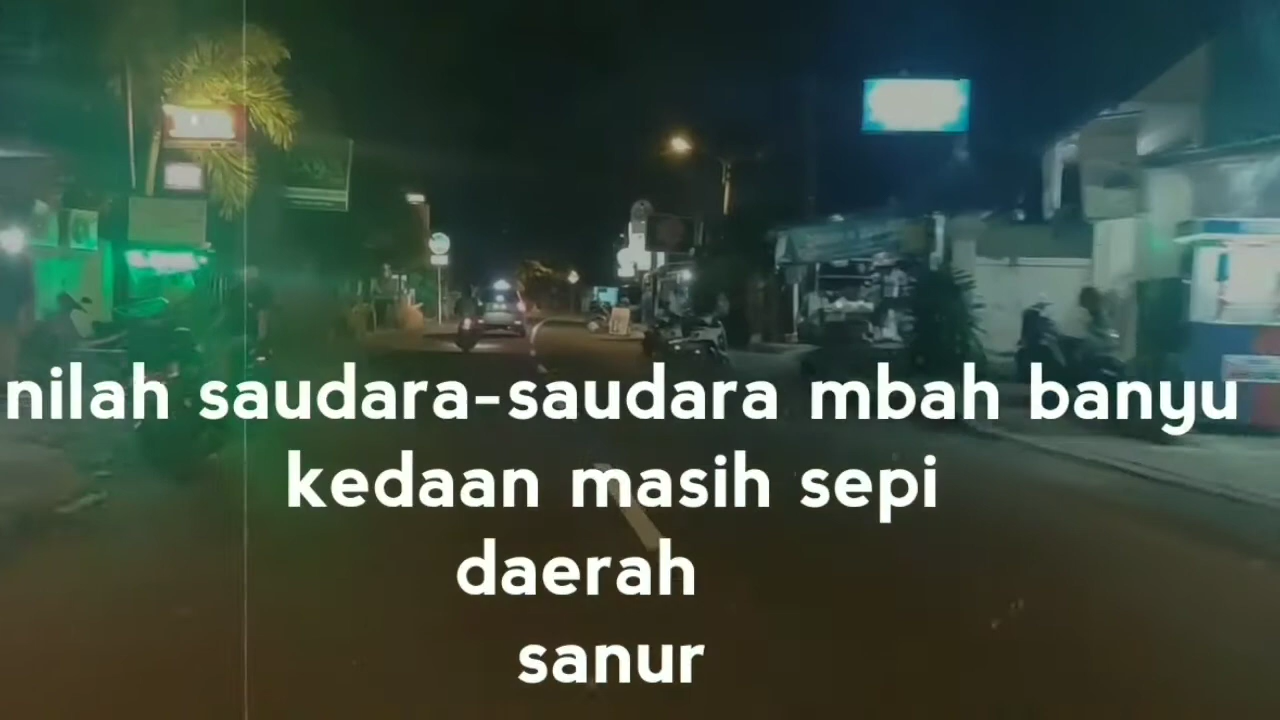 nilah saudara-saudara mbah banyu
kedaan masih sepi
daerah
sanur